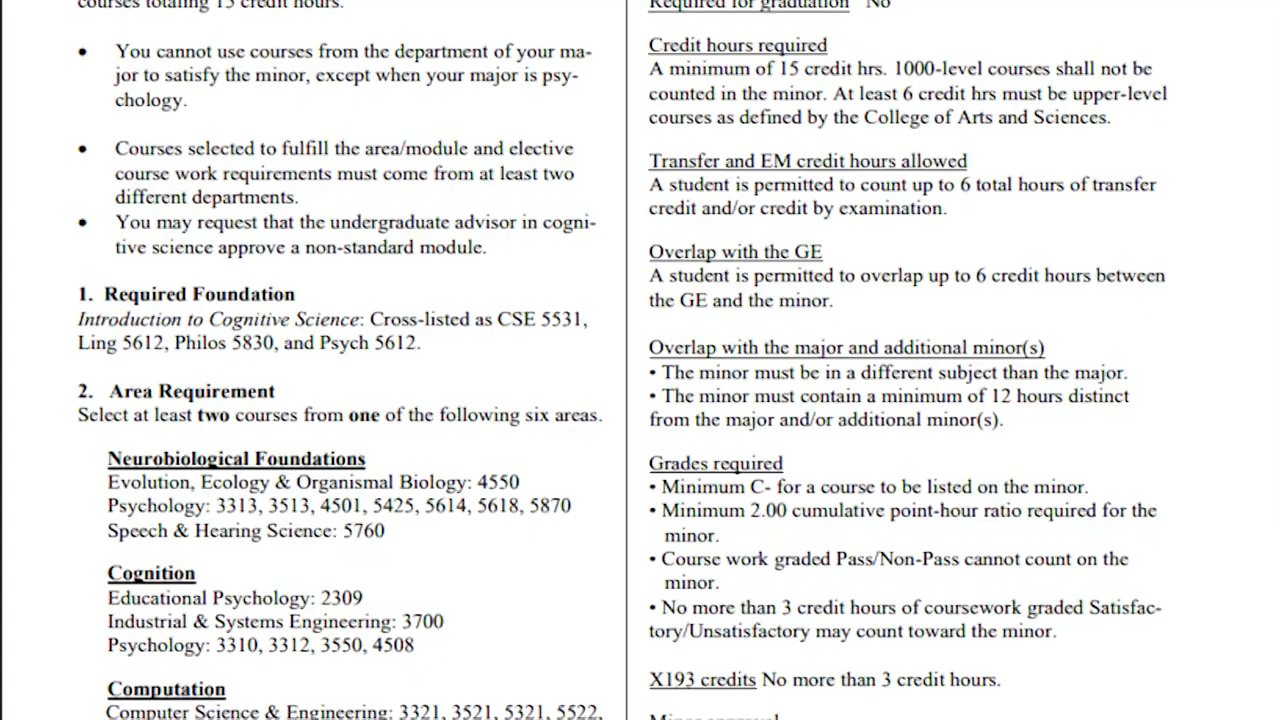 courses totaling 15 credit hours.
• You cannot use courses from the department of your ma-
jor to satisfy the minor, except when your major is psy-
chology.
• Courses selected to fulfill the area/module and elective
course work requirements must come from at least two
different departments.
• You may request that the undergraduate advisor in cogni-
tive science approve a non-standard module.
1. Required Foundation
Introduction to Cognitive Science: Cross-listed as CSE 5531,
Ling 5612, Philos 5830, and Psych 5612.
2. Area Requirement
Select at least two courses from one of the following six areas.
Neurobiological Foundations
Evolution, Ecology & Organismal Biology: 4550
Psychology: 3313, 3513, 4501, 5425, 5614, 5618, 5870
Speech & Hearing Science: 5760
Cognition
Educational Psychology: 2309
Industrial & Systems Engineering: 3700
Psychology: 3310, 3312, 3550, 4508
Computation
Computer Science & Engineering: 3321, 3521, 5321, 5522,
Required for graduation No
Credit hours required
A minimum of 15 credit hrs. 1000-level courses shall not be
counted in the minor. At least 6 credit hrs must be upper-level
courses as defined by the College of Arts and Sciences.
Transfer and EM credit hours allowed
A student is permitted to count up to 6 total hours of transfer
credit and/or credit by examination.
Overlap with the GE
A student is permitted to overlap up to 6 credit hours between
the GE and the minor.
Overlap with the major and additional minor(s)
• The minor must be in a different subject than the major.
• The minor must contain a minimum of 12 hours distinct
from the major and/or additional minor(s).
Grades required
• Minimum C- for a course to be listed on the minor.
• Minimum 2.00 cumulative point-hour ratio required for the
minor.
• Course work graded Pass/Non-Pass cannot count on the
minor.
• No more than 3 credit hours of coursework graded Satisfac-
tory/Unsatisfactory may count toward the minor.
X193 credits No more than 3 credit hours.
Minor approval